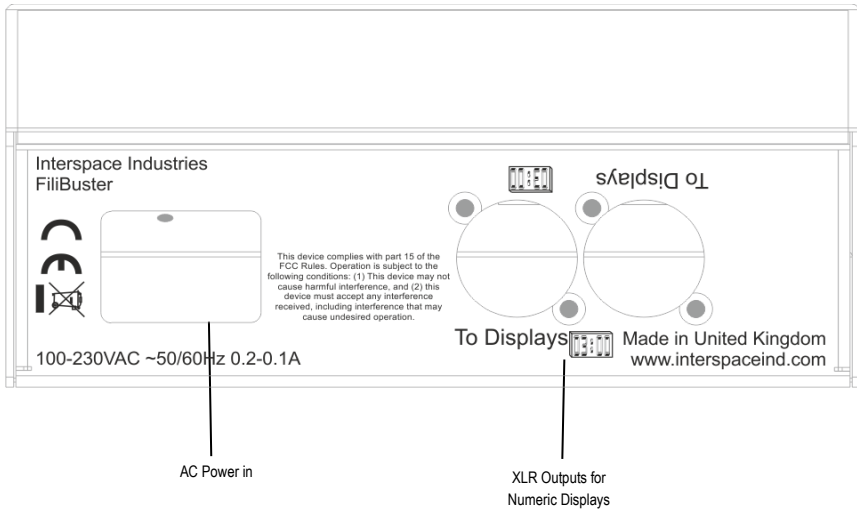 Interspace Industries
FiliBuster
CE
This device complies with part 15 of the
FCC Rules. Operation is subject to the
following conditions: (1) This device may not
cause harmful interference, and (2) this
device must accept any interference
received, including interference that may
cause undesired operation.
100-230VAC ~50/60Hz 0.2-0.1A
To Displays
To Displays
Made in United Kingdom
www.interspaceind.com
AC Power in
XLR Outputs for
Numeric Displays